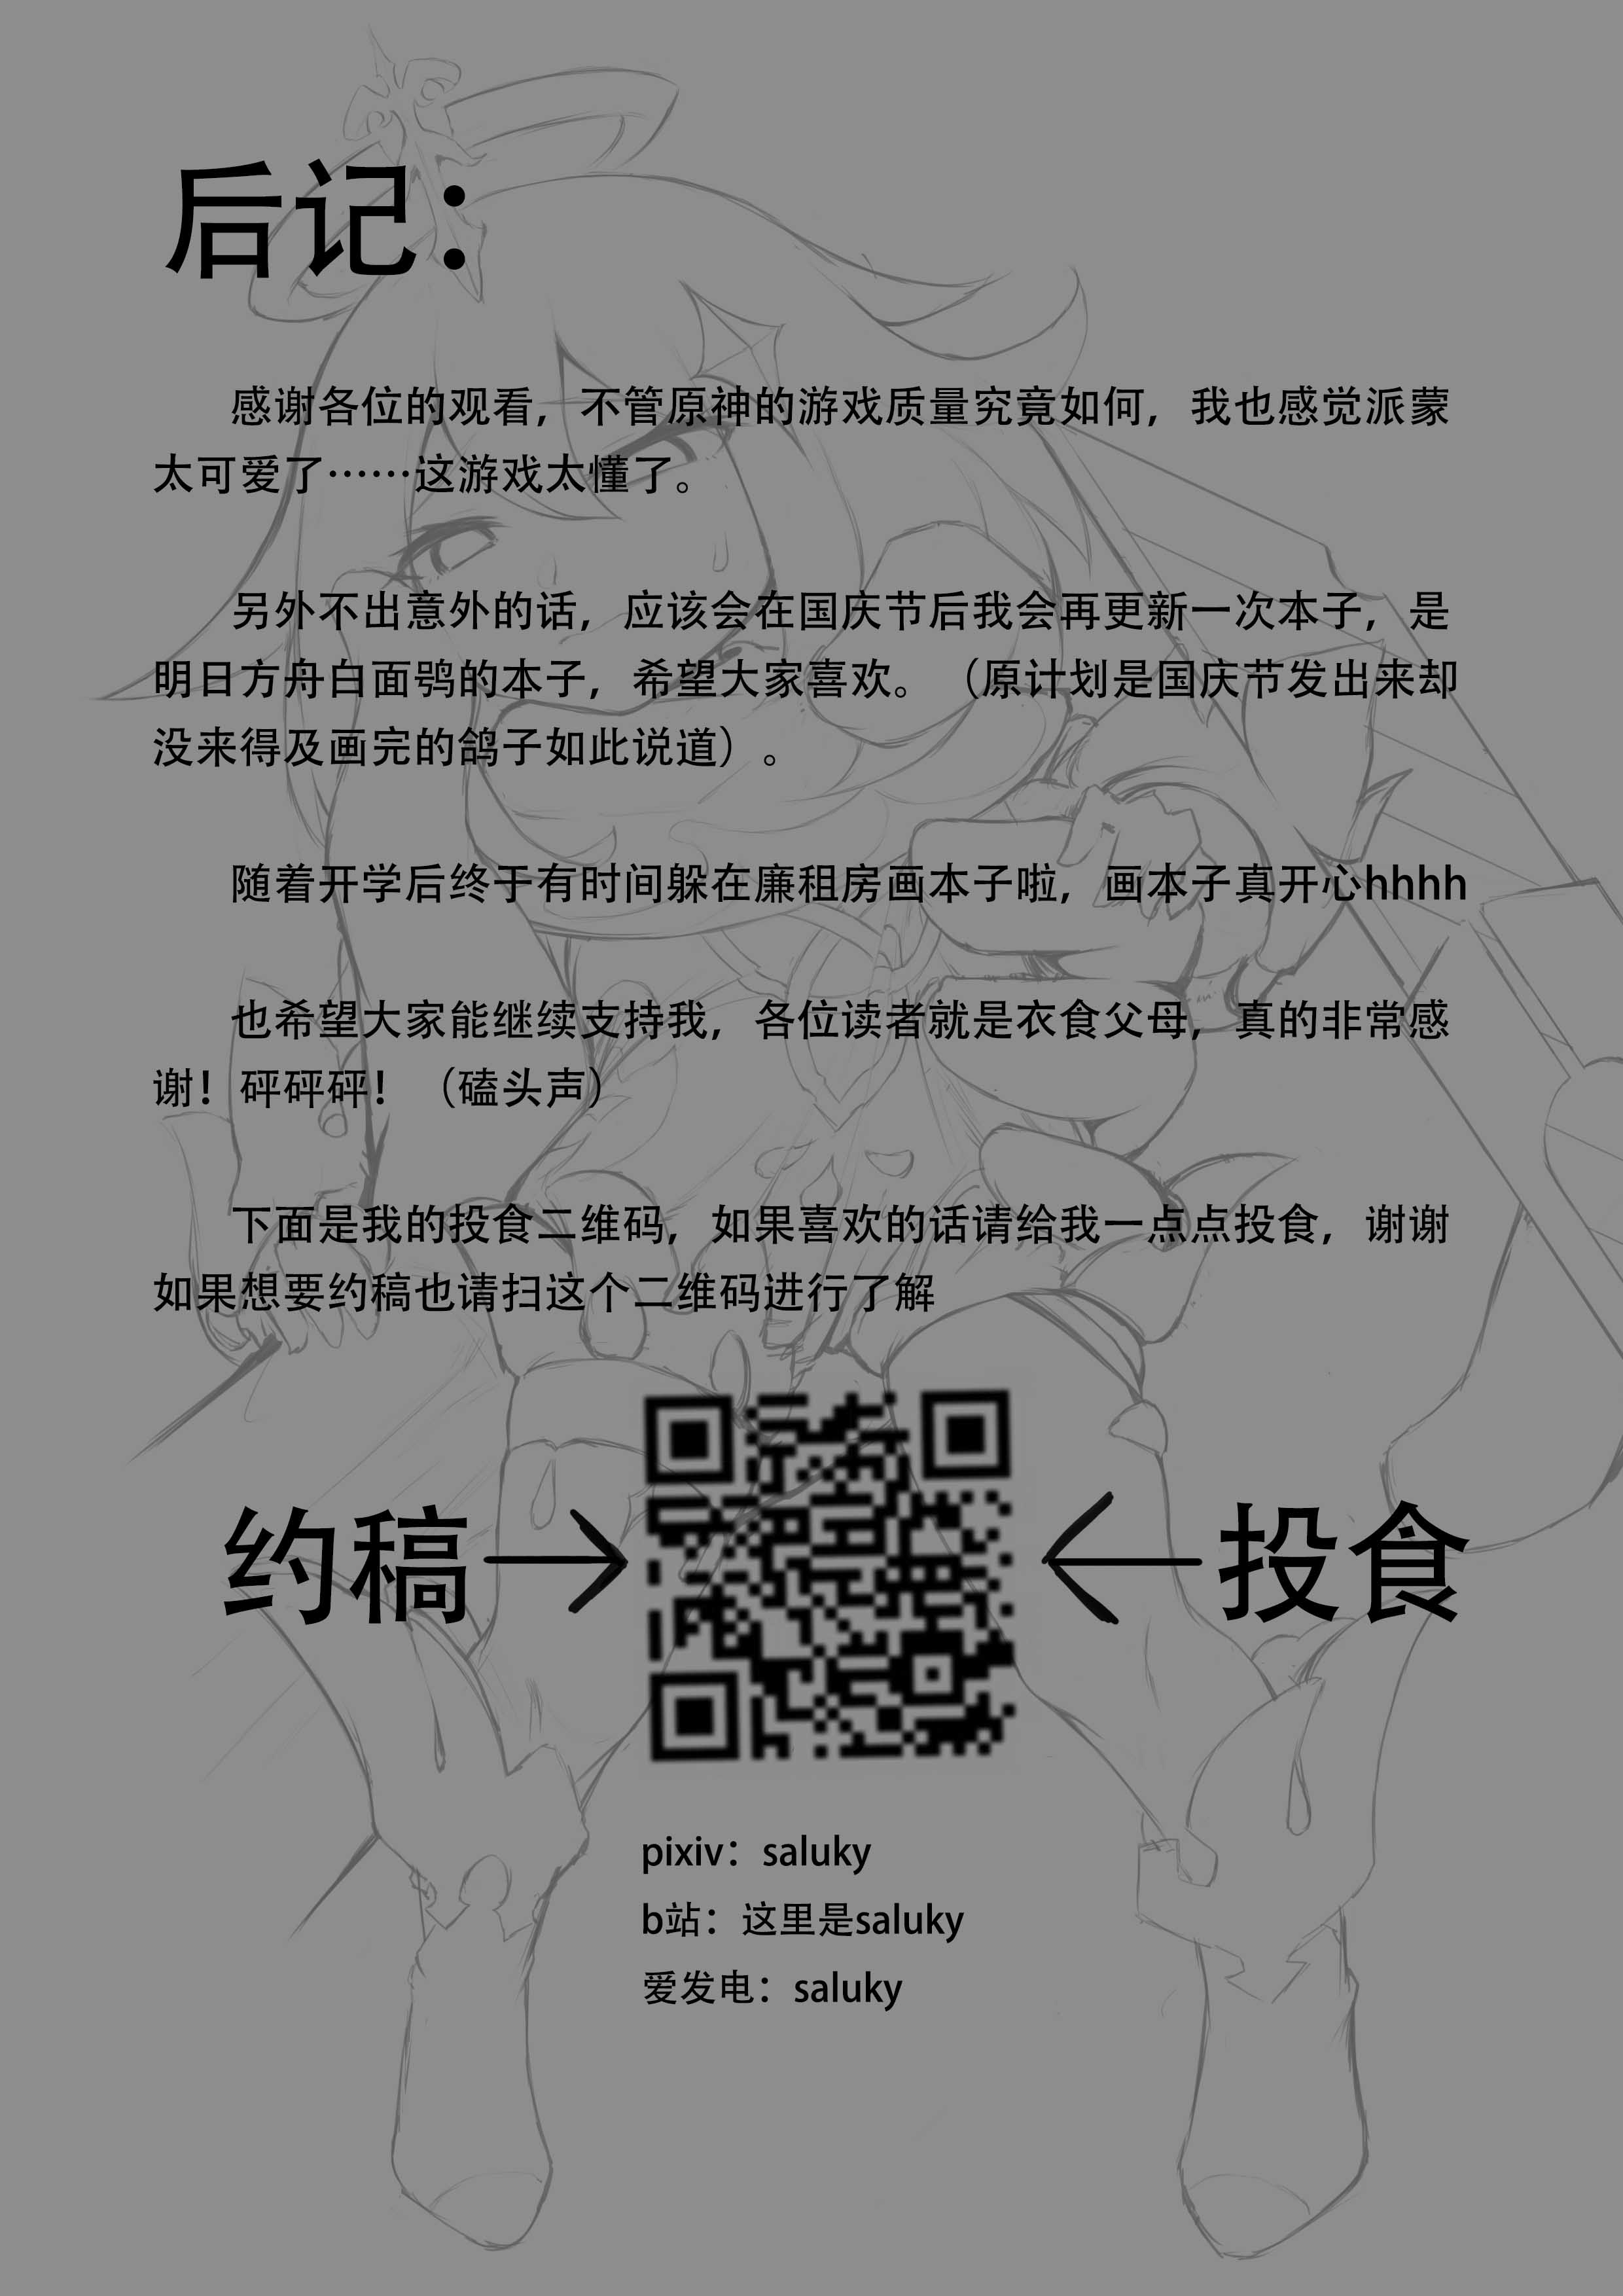 后记：
感谢各位的观看，不管原神的游戏质量究竟如何，我也感觉派蒙
太可爱了……这游戏太懂了。
另外不出意外的话，应该会在国庆节后我会再更新一次本子，是
明日方舟白面鸮的本子，希望大家喜欢。（原计划是国庆节发出来却
没来得及画完的鸽子如此说道）。
随着开学后终于有时间躲在廉租房画本子啦，画本子真开心hhhh
也希望大家能继续支持我，各位读者就是衣食父母，真的非常感
谢！砰砰砰！（磕头声）
下面是我的投食二维码，如果喜欢的话请给我一点点投食，谢谢
如果想要约稿也请扫这个二维码进行了解
约稿
投食
pixiv：saluky
b站：这里是saluky
爱发电：saluky